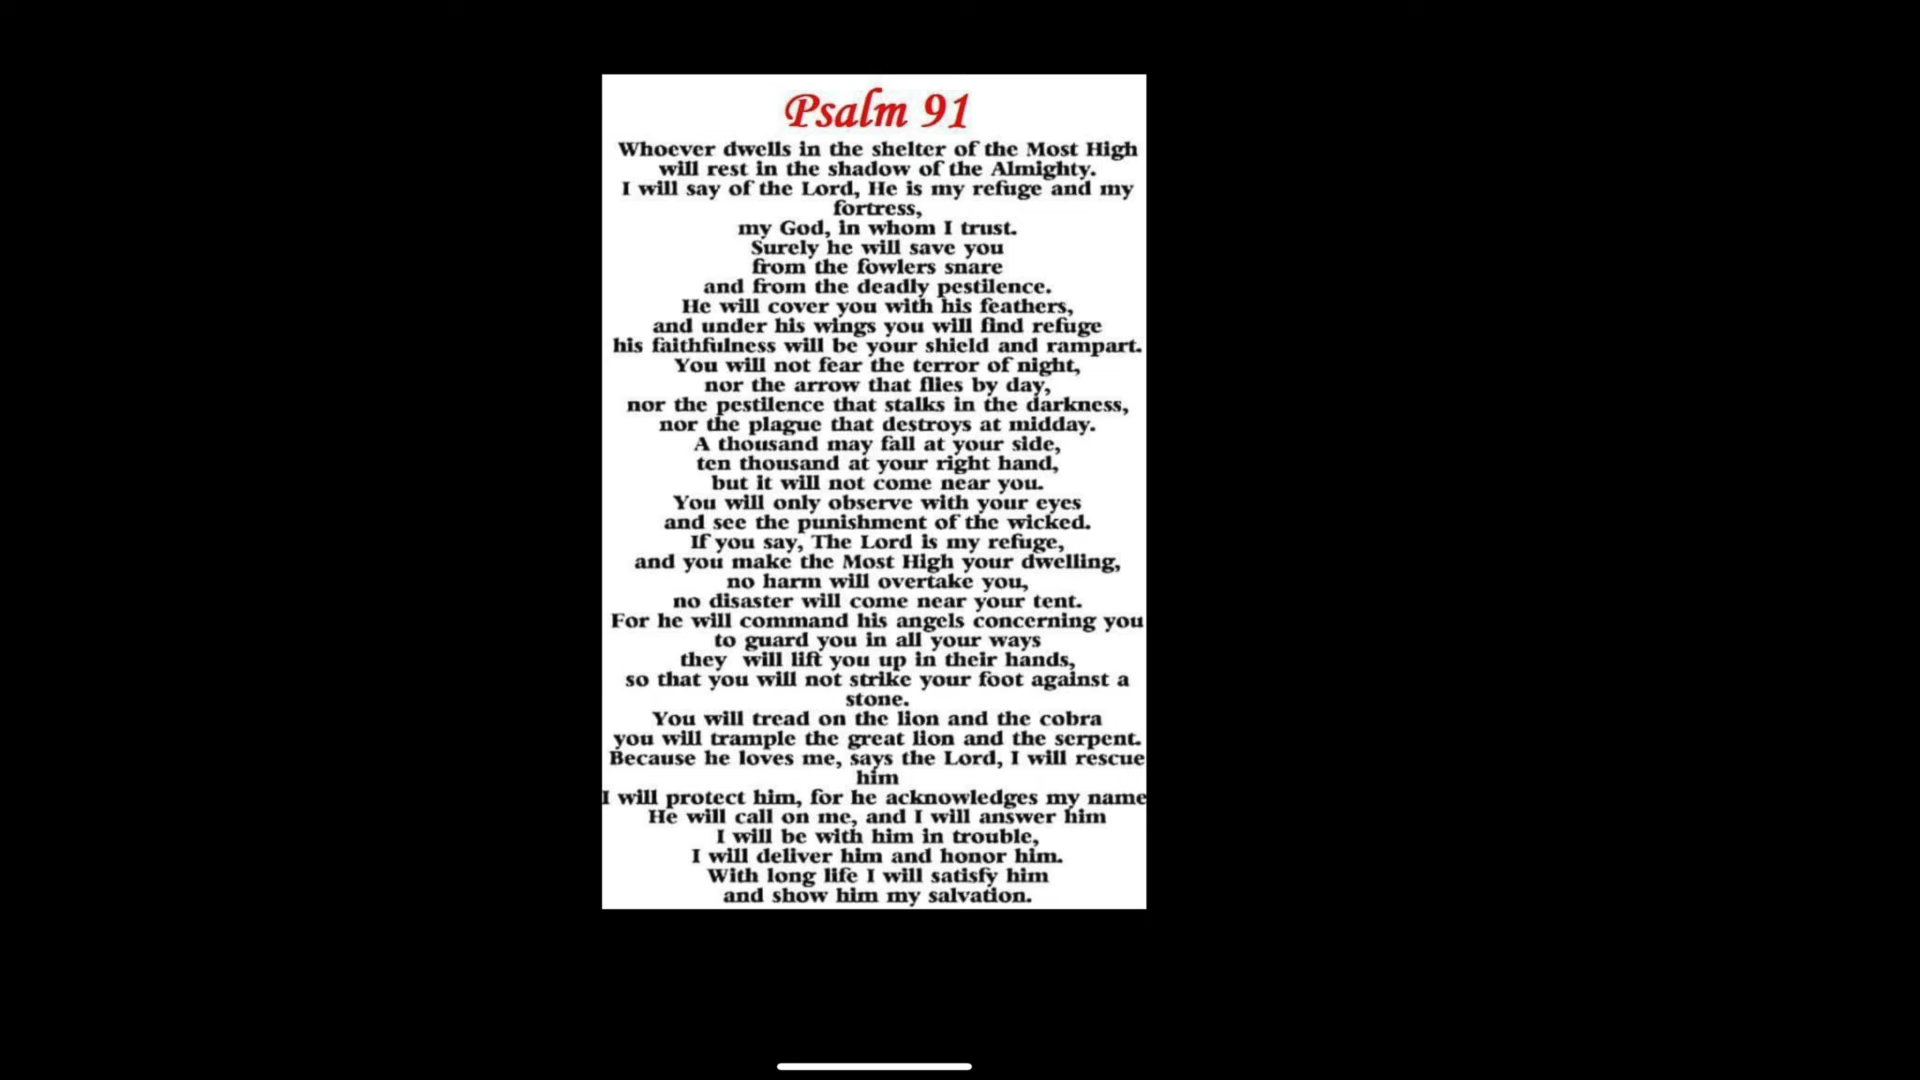 Psalm 91
Whoever dwells in the shelter of the Most High
will rest in the shadow of the Almighty.
I will say of the Lord, He is my refuge and my
fortress,
my God, in whom I trust.
Surely he will save you
from the fowlers snare
and from the deadly pestilence.
He will cover you with his feathers,
and under his wings you will find refuge
his faithfulness will be your shield and rampart.
You will not fear the terror of night,
nor the arrow that flies by day,
nor the pestilence that stalks in the darkness,
nor the plague that destroys at midday.
A thousand may fall at your side,
ten thousand at your right hand,
but it will not come near you.
You will only observe with your eyes
and see the punishment of the wicked.
If you say, The Lord is my refuge,
and you make the Most High your dwelling,
no harm will overtake you,
no disaster will come near your tent.
For he will command his angels concerning you
to guard you in all your ways
they will lift you up in their hands,
so that you will not strike your foot against a
stone.
You will tread on the lion and the cobra
you will trample the great lion and the serpent.
Because he loves me, says the Lord, I will rescue
him
I will protect him, for he acknowledges my name
He will call on me, and I will answer him
I will be with him in trouble,
I will deliver him and honor him.
With long life I will satisfy him
and show him my salvation.